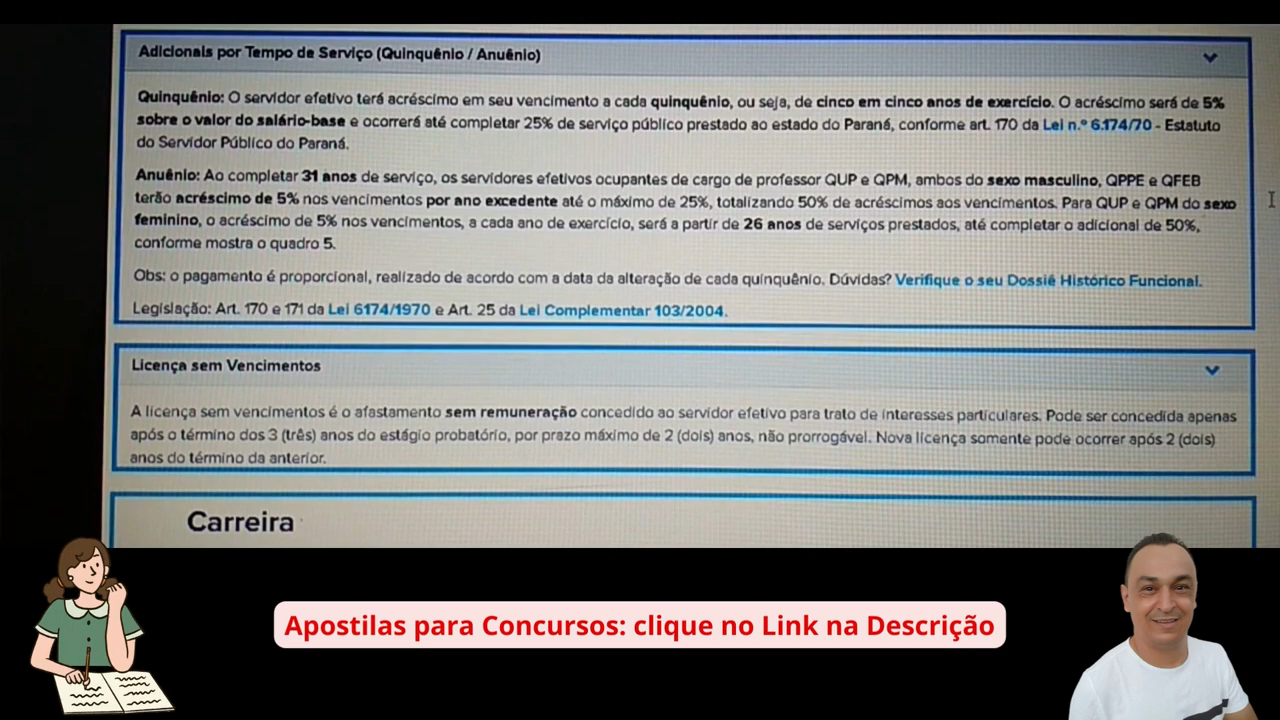 Adicionais por Tempo de Serviço (Quinquênio / Anuênio)
Quinquênio: O servidor efetivo terá acréscimo em seu vencimento a cada quinquênio, ou seja, de cinco em cinco anos de exercício. O acréscimo será de 5%
sobre o valor do salário-base e ocorrerá até completar 25% de serviço público prestado ao estado do Paraná, conforme art. 170 da Lei n.º 6.174/70 - Estatuto
do Servidor Público do Paraná.
Anuênio: Ao completar 31 anos de serviço, os servidores efetivos ocupantes de cargo de professor QUP e QPM, ambos do sexo masculino, QPPE e QFEB
terão acréscimo de 5% nos vencimentos por ano excedente até o máximo de 25%, totalizando 50% de acréscimos aos vencimentos. Para QUP e QPM do sexo
feminino, o acréscimo de 5% nos vencimentos, a cada ano de exercício, será a partir de 26 anos de serviços prestados, até completar o adicional de 50%,
conforme mostra o quadro 5.
Obs: o pagamento é proporcional, realizado de acordo com a data da alteração de cada quinquênio. Dúvidas? Verifique o seu Dossiê Histórico Funcional.
Legislação: Art. 170 e 171 da Lei 6174/1970 e Art. 25 da Lei Complementar 103/2004.
Licença sem Vencimentos
A licença sem vencimentos é o afastamento sem remuneração concedido ao servidor efetivo para trato de interesses particulares. Pode ser concedida apenas
após o término dos 3 (três) anos do estágio probatório, por prazo máximo de 2 (dois) anos, não prorrogável. Nova licença somente pode ocorrer após 2 (dois)
anos do término da anterior.
Carreira
Apostilas para Concursos: clique no Link na Descrição